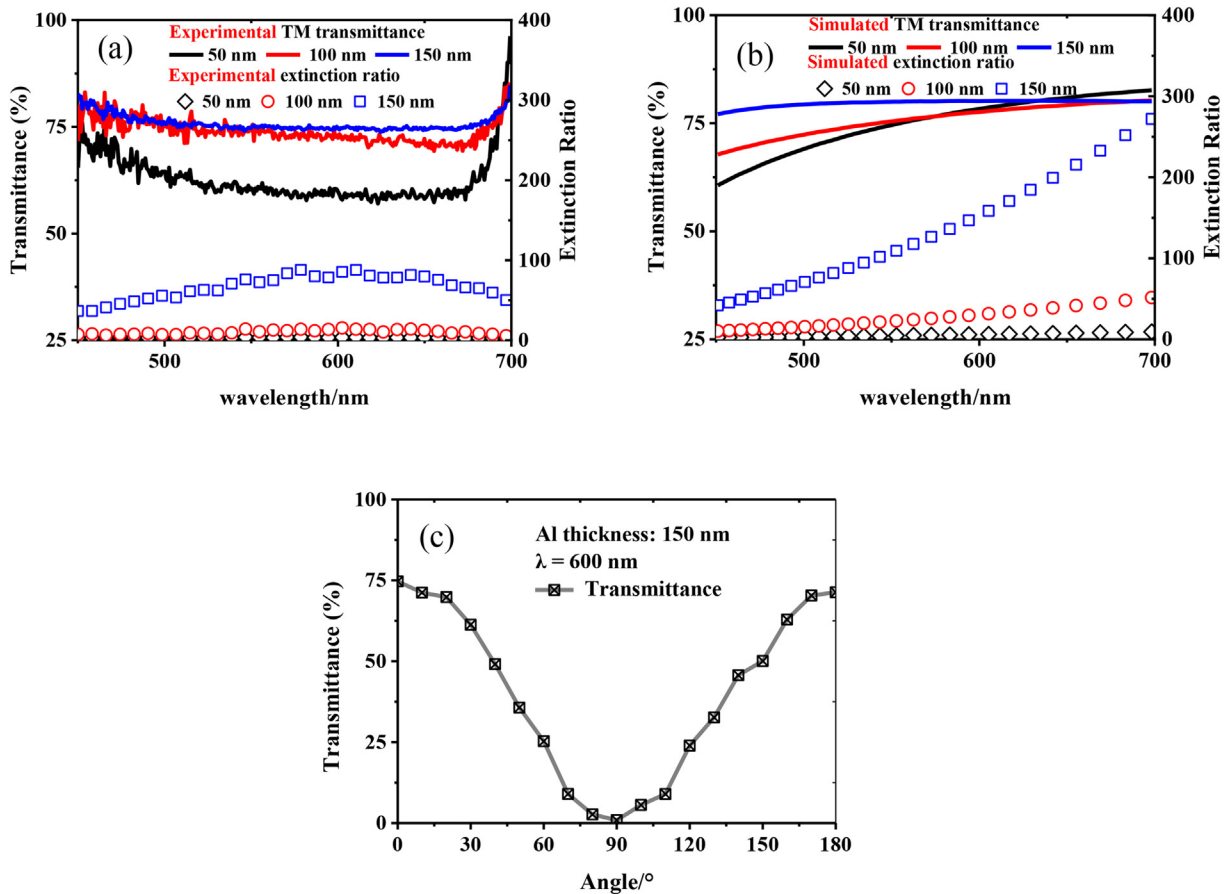 (a)
Experimental TM transmittance
50 nm 100 nm 150 nm
Experimental extinction ratio
50 nm 100 nm 150 nm
100
75
50
25
Transmittance (%)
400
300
200
100
0
Extinction Ratio
500 600 700
wavelength/nm
(b)
Simulated TM transmittance
50 nm 100 nm 150 nm
Simulated extinction ratio
50 nm 100 nm 150 nm
100
75
50
25
Transmittance (%)
400
300
200
100
0
Extinction Ratio
500 600 700
wavelength/nm
(c)
Al thickness: 150 nm
λ = 600 nm
Transmittance
100
75
50
25
0
Transmittance (%)
0 30 60 90 120 150 180
Angle/°